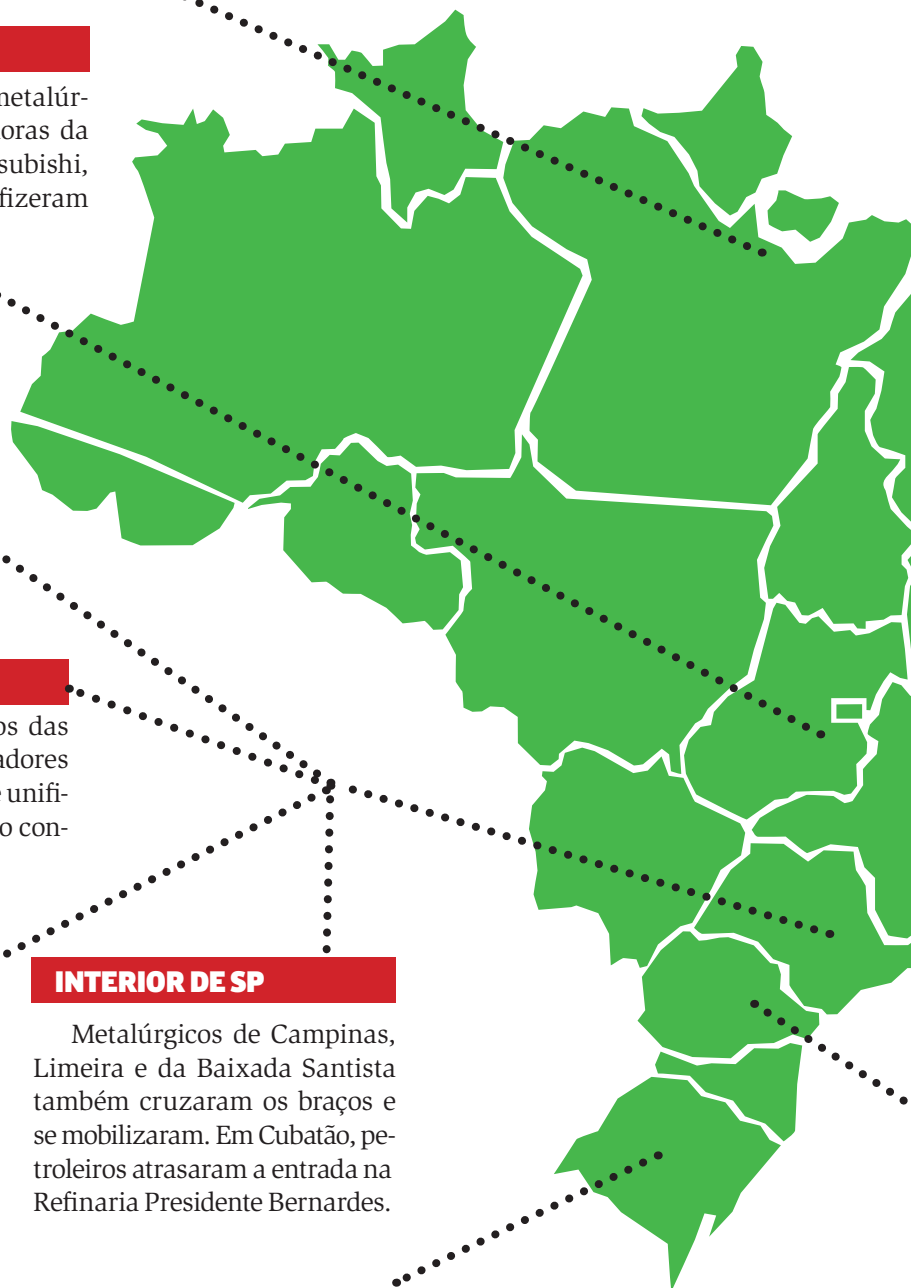 metalúr-
oras da
subishi,
fizeram
os das
adores
e unifi-
o con-
INTERIOR DE SP
Metalúrgicos de Campinas,
Limeira e da Baixada Santista
também cruzaram os braços e
se mobilizaram. Em Cubatão, pe-
troleiros atrasaram a entrada na
Refinaria Presidente Bernardes.